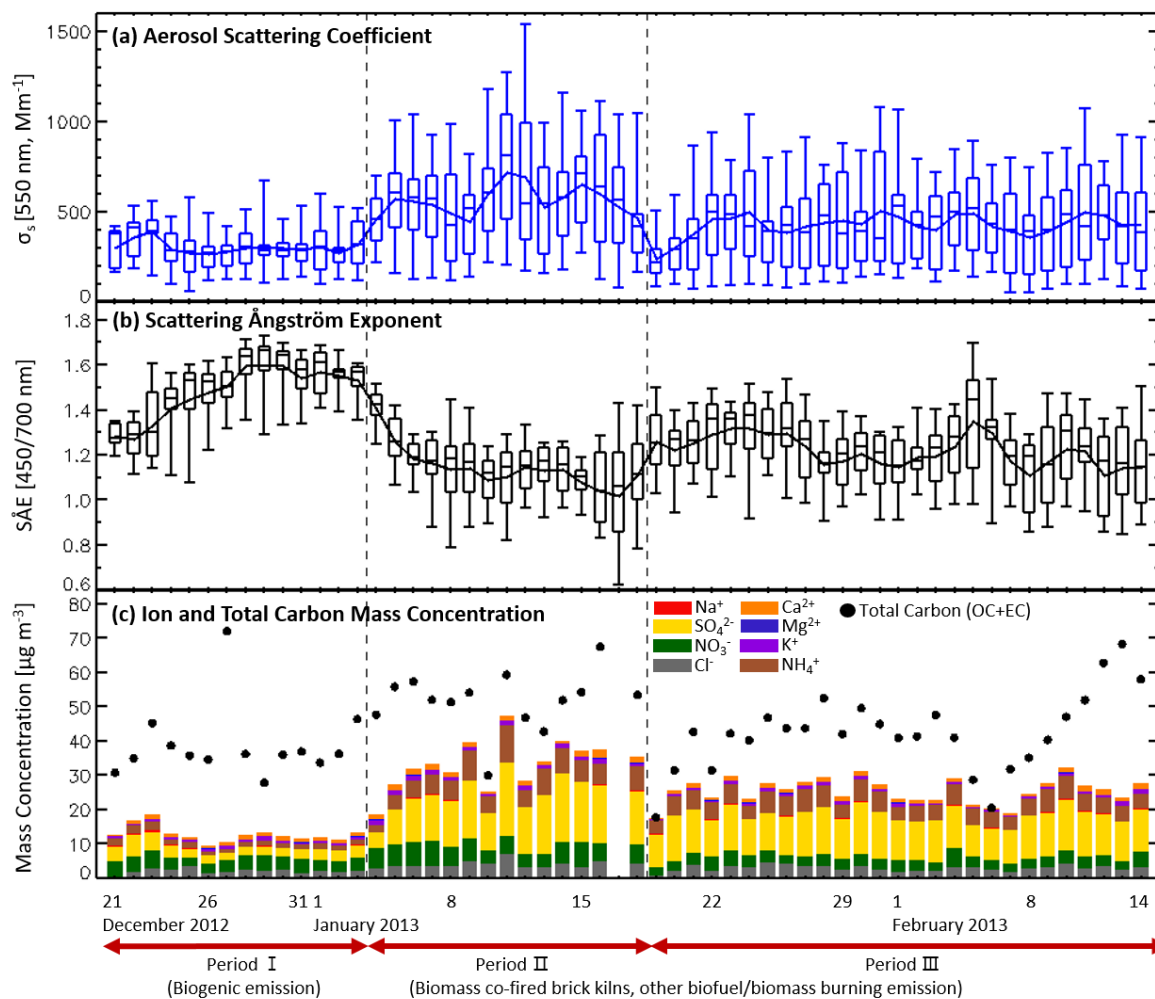 (a) Aerosol Scattering Coefficient
σs [550 nm, Mm-1]
1500
1000
500
0
(b) Scattering Ångström Exponent
SÅE [450/700 nm]
1.8
1.6
1.4
1.2
1.0
0.8
0.6
(c) Ion and Total Carbon Mass Concentration
Mass Concentration [µg m-3]
80
70
60
50
40
30
20
10
0
Na+ Ca2+ Total Carbon (OC+EC)
SO42- Mg2+
NO3- K+
Cl- NH4+
21 26 31 1 8 15 22 29 1 8 14
December 2012 January 2013 February 2013
Period Ⅰ Period Ⅱ Period Ⅲ
(Biogenic emission) (Biomass co-fired brick kilns, other biofuel/biomass burning emission)